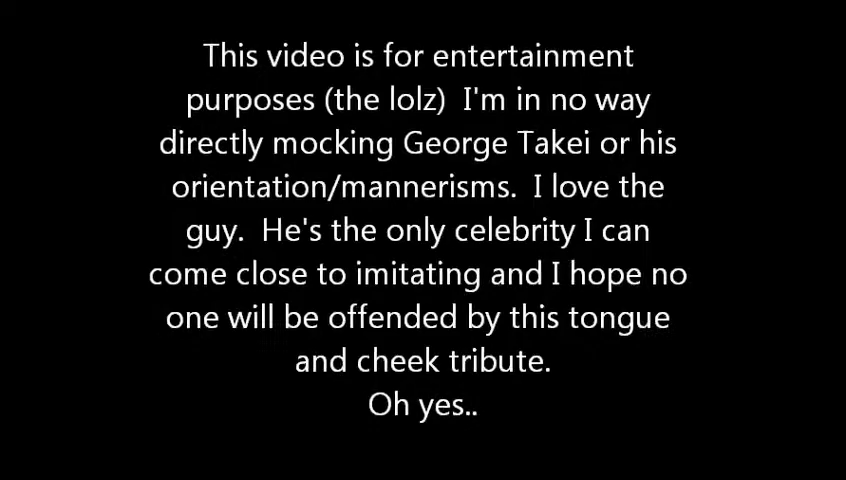 This video is for entertainment
purposes (the lolz)  I'm in no way
directly mocking George Takei or his
orientation/mannerisms.  I love the
guy.  He's the only celebrity I can
come close to imitating and I hope no
one will be offended by this tongue
and cheek tribute.
Oh yes..